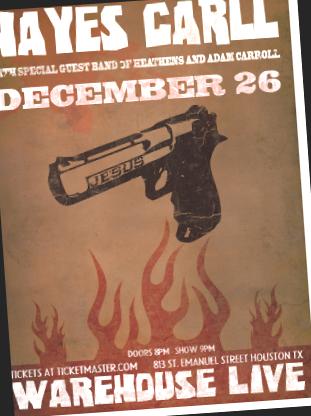 HAYES CARLL
WITH SPECIAL GUEST BAND OF HEATHENS AND ADAM CARROLL
DECEMBER 26
JESUS
DOORS 8PM SHOW 9PM
TICKETS AT TICKETMASTER.COM 813 ST. EMANUEL STREET HOUSTON TX
WAREHOUSE LIVE